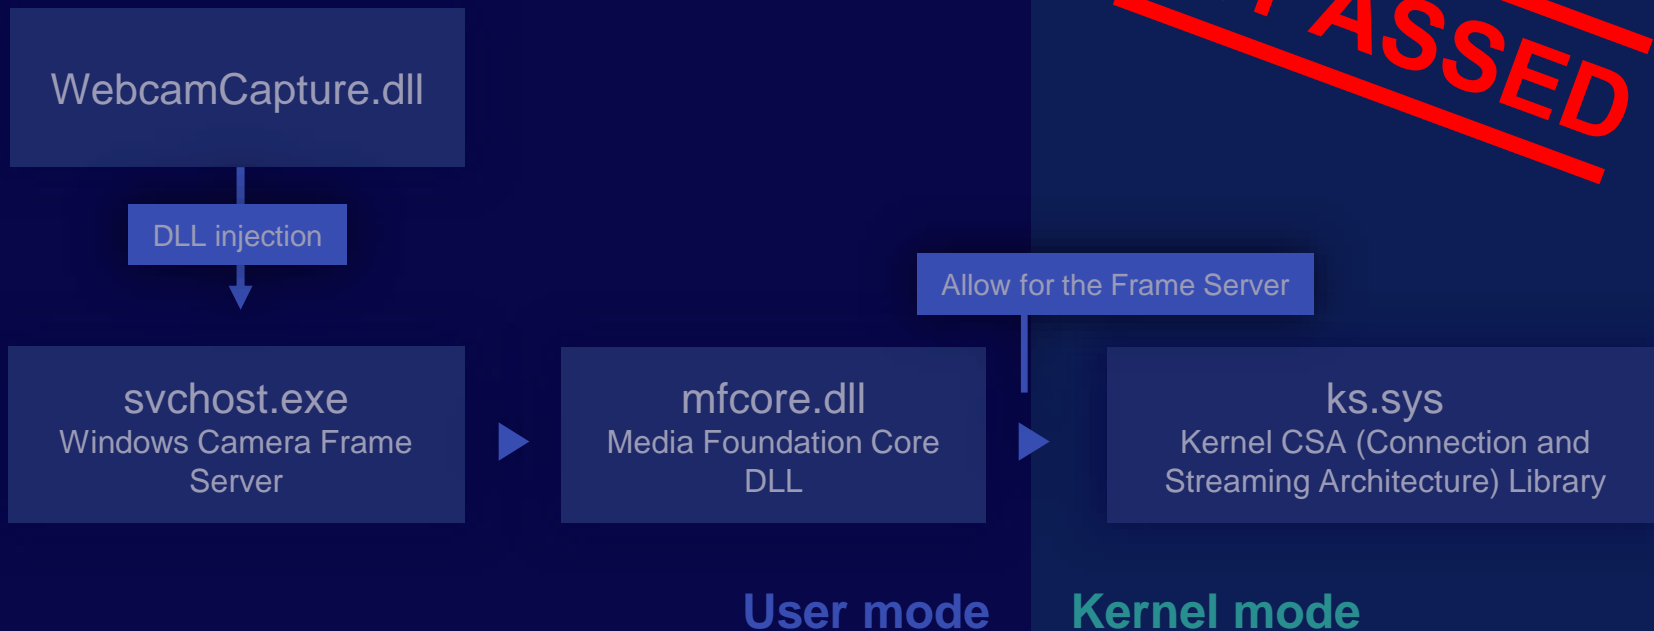 ASSED
WebcamCapture.dll
DLL injection
Allow for the Frame Server
svchost.exe
Windows Camera Frame
Server
mfcore.dll
Media Foundation Core
DLL
ks.sys
Kernel CSA (Connection and
Streaming Architecture) Library
User mode
Kernel mode